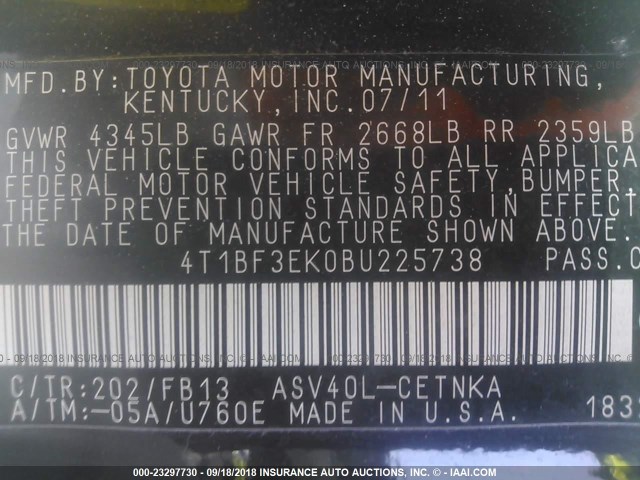 MFD. BY: TOYOTA MOTOR MANUFACTURING,
KENTUCKY, INC. 07/11
GVWR 4345LB GAWR FR 2668LB RR 2359LB
THIS VEHICLE CONFORMS TO ALL APPLICA
FEDERAL MOTOR VEHICLE SAFETY, BUMPER,
THEFT PREVENTION STANDARDS IN EFFECT
THE DATE OF MANUFACTURE SHOWN ABOVE.
4T1BF3EK0BU225738 PASS. C
C/TR: 202/FB13 ASV40L-CETNKA
A/TM: -05A/U760E MADE IN U.S.A. 183
000-23297730 - 09/18/2018 INSURANCE AUTO AUCTIONS, INC. © - IAAI.COM